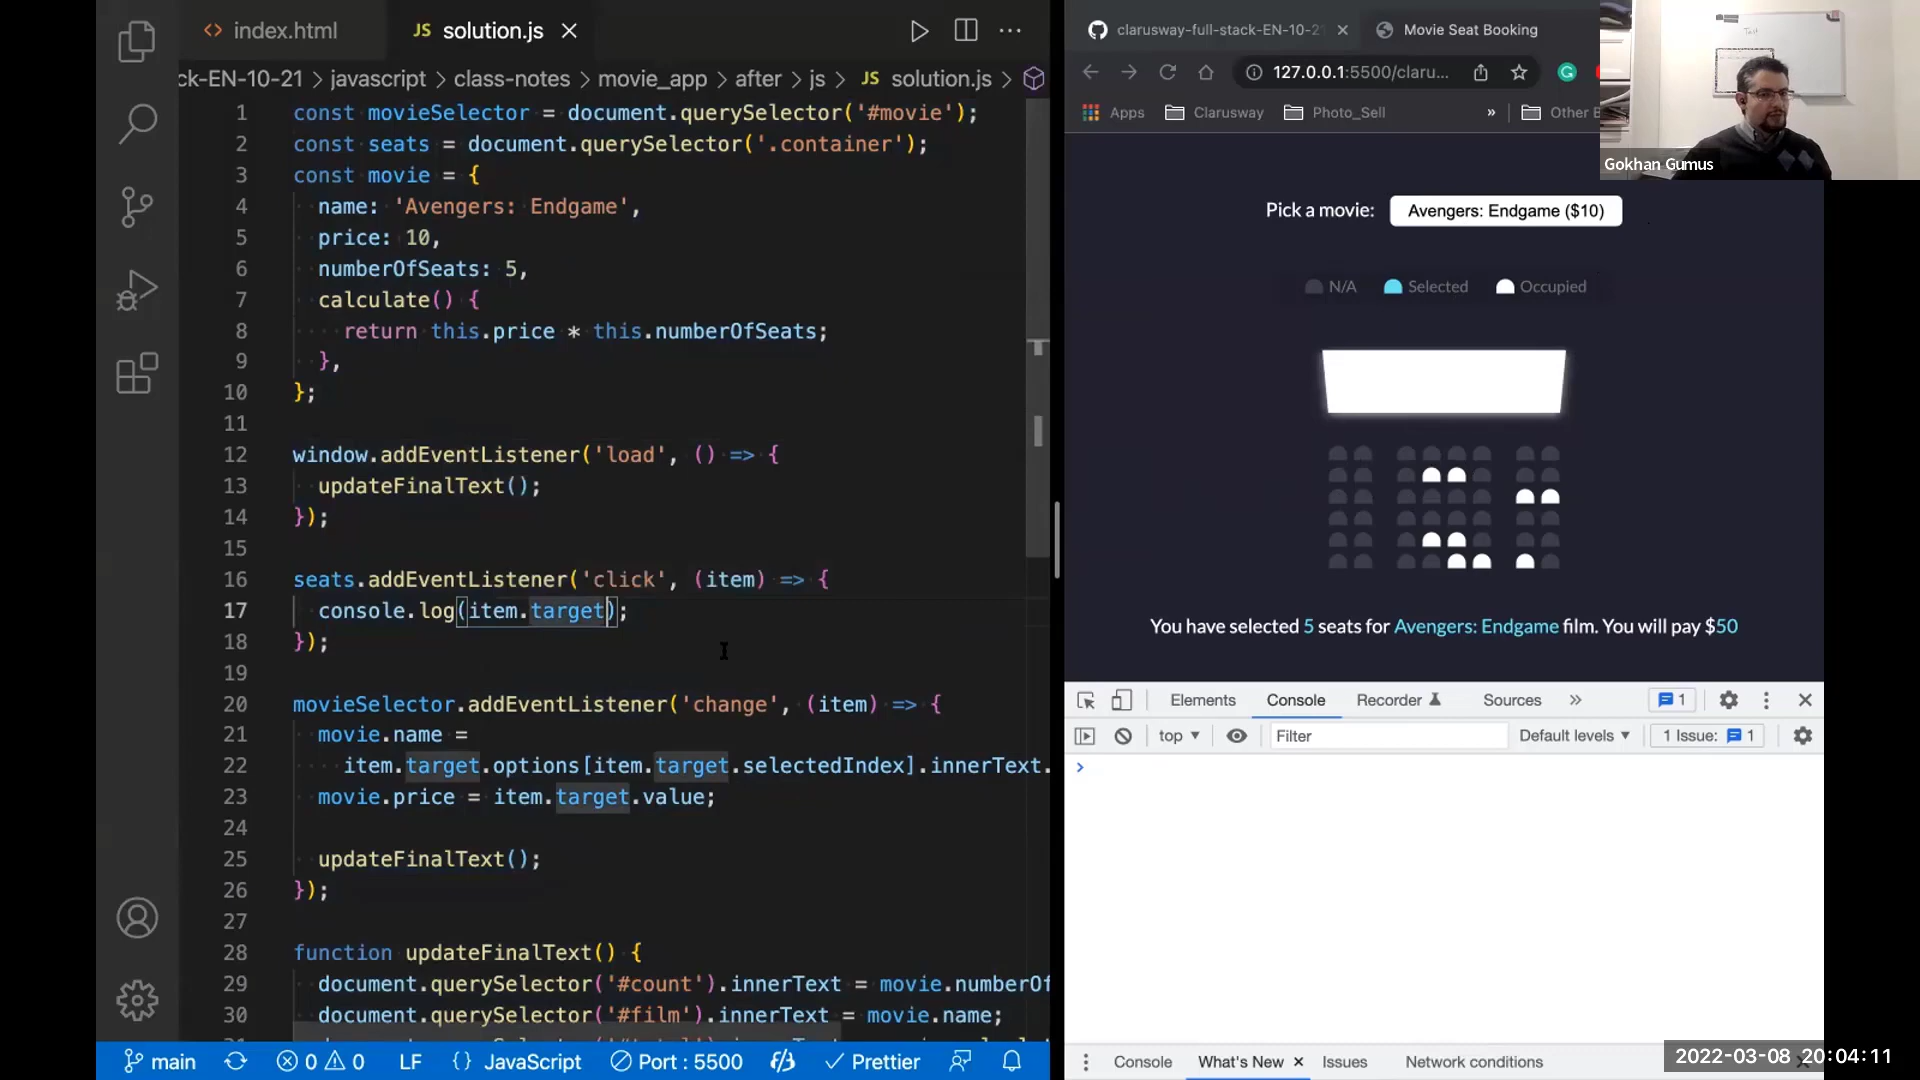 index.html
JS solution.js
ck-EN-10-21 > javascript > class-notes > movie_app > after > js > JS solution.js >
1 const movieSelector = document.querySelector('#movie');
2 const seats = document.querySelector('.container');
3 const movie = {
4 name: 'Avengers: Endgame',
5 price: 10,
6 numberOfSeats: 5,
7 calculate() {
8 return this.price * this.numberOfSeats;
9 },
10 };
11
12 window.addEventListener('load', () => {
13 updateFinalText();
14 });
15
16 seats.addEventListener('click', (item) => {
17 console.log(item.target);
18 });
19
20 movieSelector.addEventListener('change', (item) => {
21 movie.name =
22 item.target.options[item.target.selectedIndex].innerText.
23 movie.price = item.target.value;
24
25 updateFinalText();
26 });
27
28 function updateFinalText() {
29 document.querySelector('#count').innerText = movie.numberOf
30 document.querySelector('#film').innerText = movie.name;
main
0 0
LF
{} JavaScript
Port : 5500
Prettier
clarusway-full-stack-EN-10-21
Movie Seat Booking
127.0.0.1:5500/claru...
Apps
Clarusway
Photo_Sell
»
Other B
Gokhan Gumus
Pick a movie:
Avengers: Endgame ($10)
N/A
Selected
Occupied
You have selected 5 seats for Avengers: Endgame film. You will pay $50
Elements
Console
Recorder
Sources
»
1
top
Filter
Default levels
1 Issue: 1
>
Console
What's New
Issues
Network conditions
2022-03-08 20:04:11